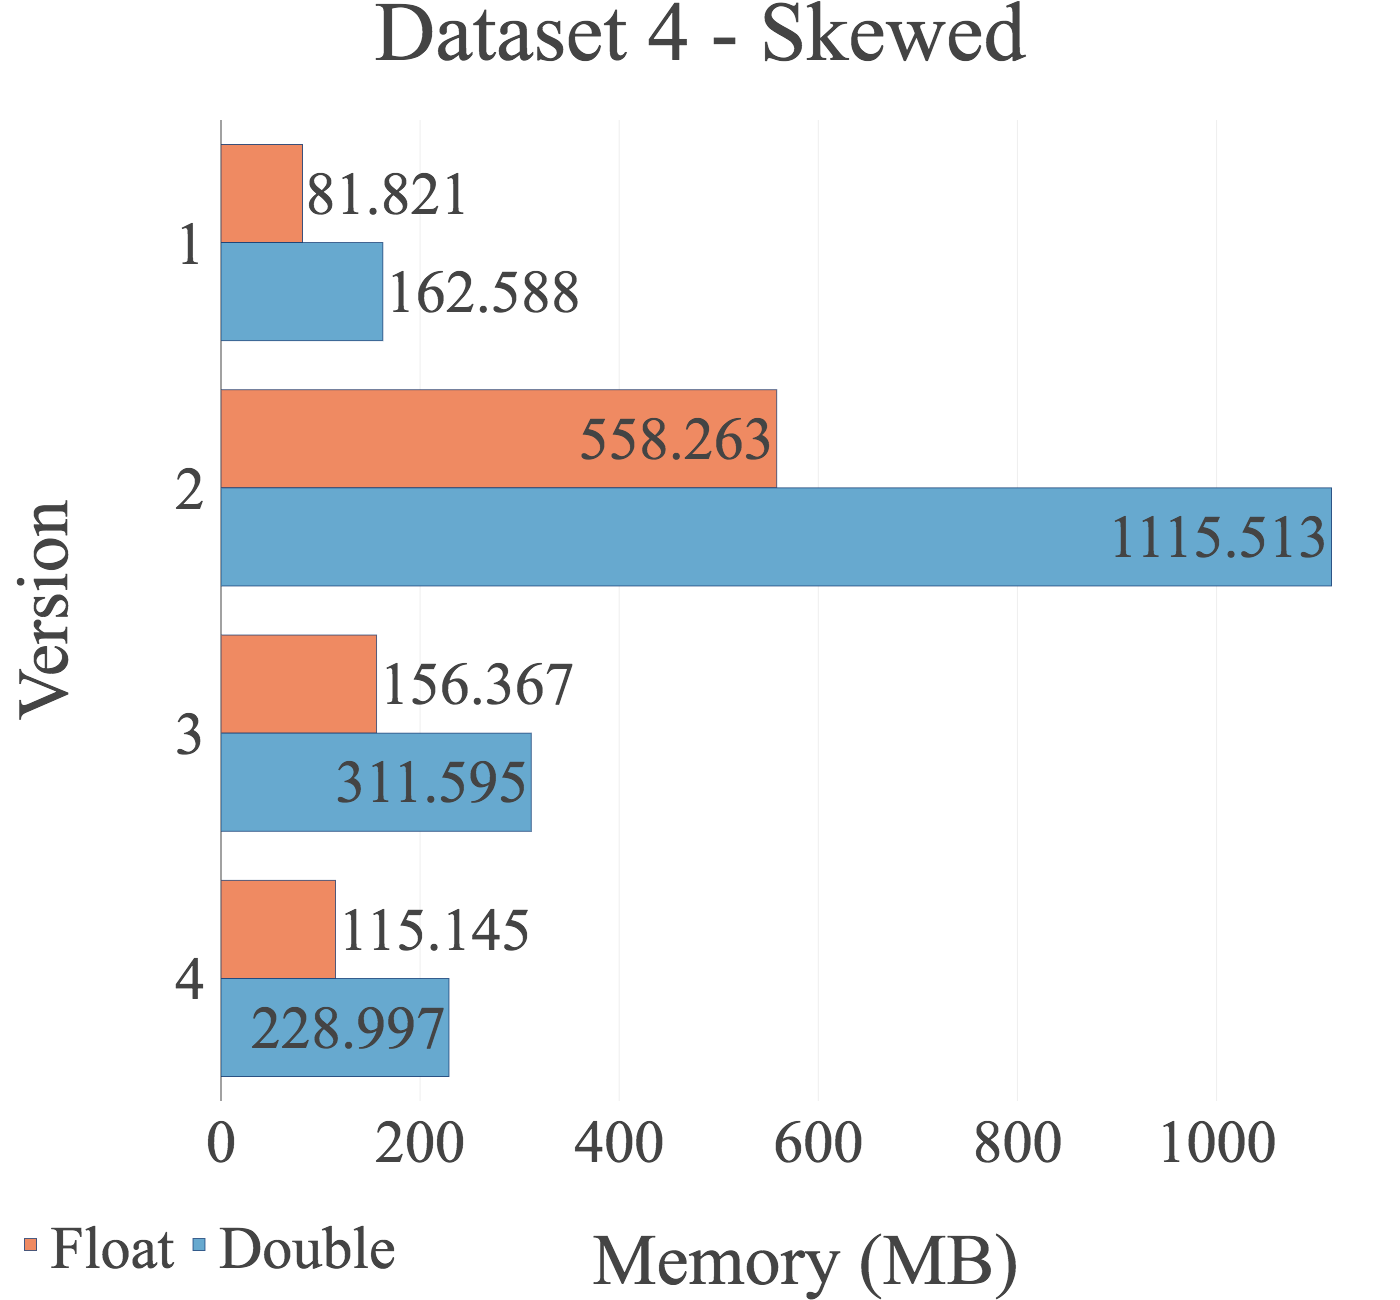 Dataset 4 - Skewed
Version
1
81.821
162.588
2
558.263
1115.513
3
156.367
311.595
4
115.145
228.997
0 200 400 600 800 1000
Float Double
Memory (MB)